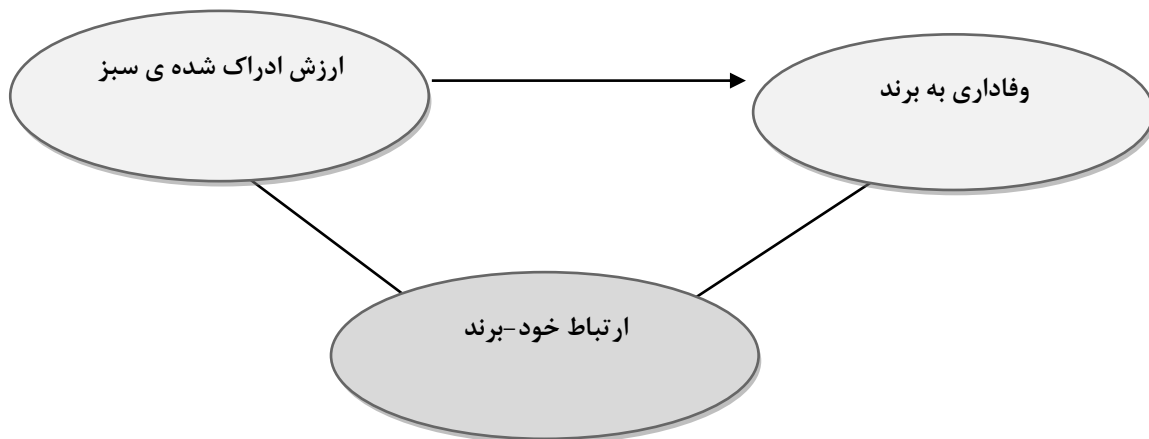 ارزش ادراک شده ی سبز
وفاداری به برند
ارتباط خود-برند